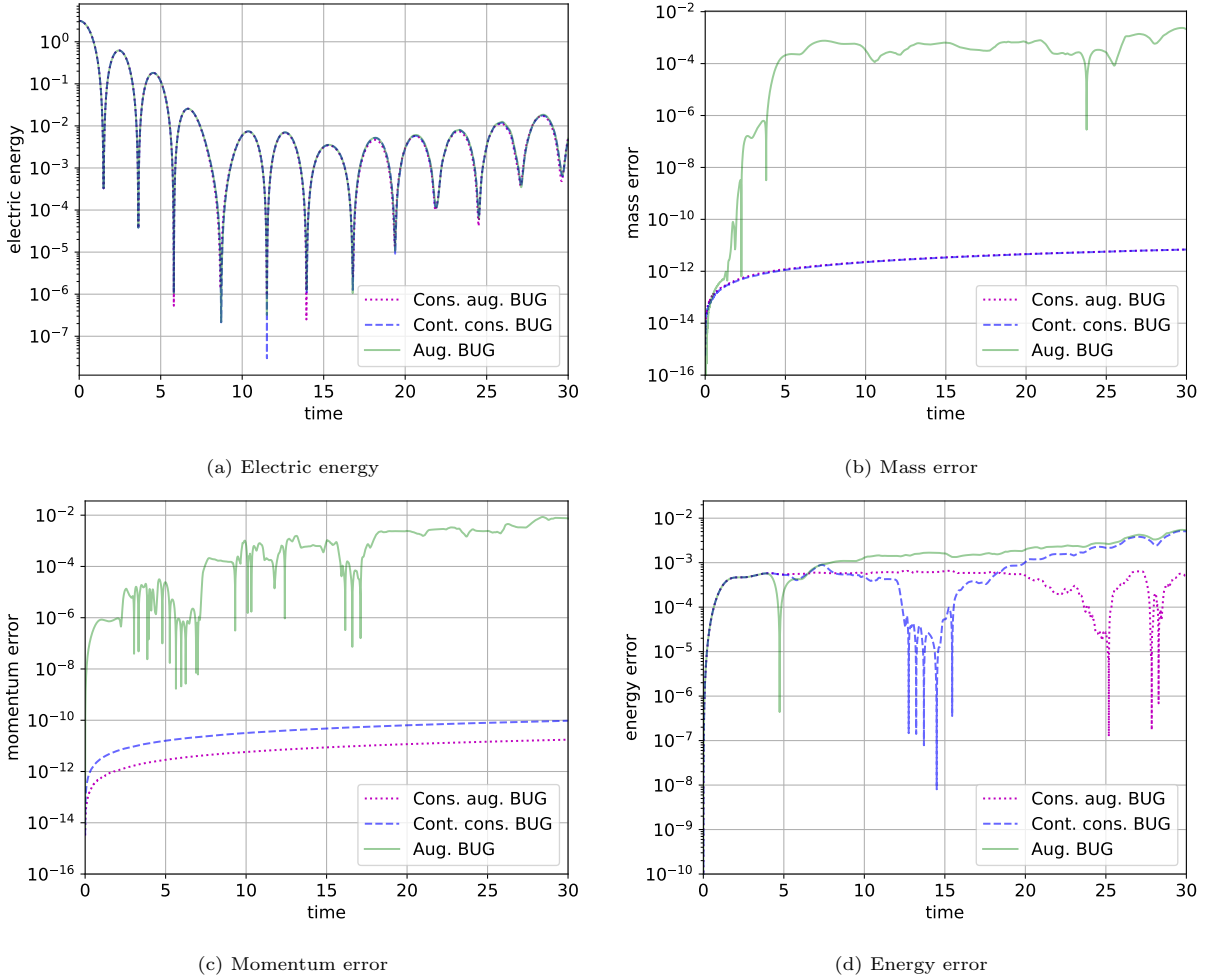 10^0
10^−1
10^−2
10^−3
10^−4
10^−5
10^−6
10^−7
electric energy
0 5 10 15 20 25 30
time
Cons. aug. BUG
Cont. cons. BUG
Aug. BUG
(a) Electric energy
10^−2
10^−4
10^−6
10^−8
10^−10
10^−12
10^−14
10^−16
mass error
0 5 10 15 20 25 30
time
Cons. aug. BUG
Cont. cons. BUG
Aug. BUG
(b) Mass error
10^−2
10^−4
10^−6
10^−8
10^−10
10^−12
10^−14
10^−16
momentum error
0 5 10 15 20 25 30
time
Cons. aug. BUG
Cont. cons. BUG
Aug. BUG
(c) Momentum error
10^−2
10^−3
10^−4
10^−5
10^−6
10^−7
10^−8
10^−9
10^−10
energy error
0 5 10 15 20 25 30
time
Cons. aug. BUG
Cont. cons. BUG
Aug. BUG
(d) Energy error